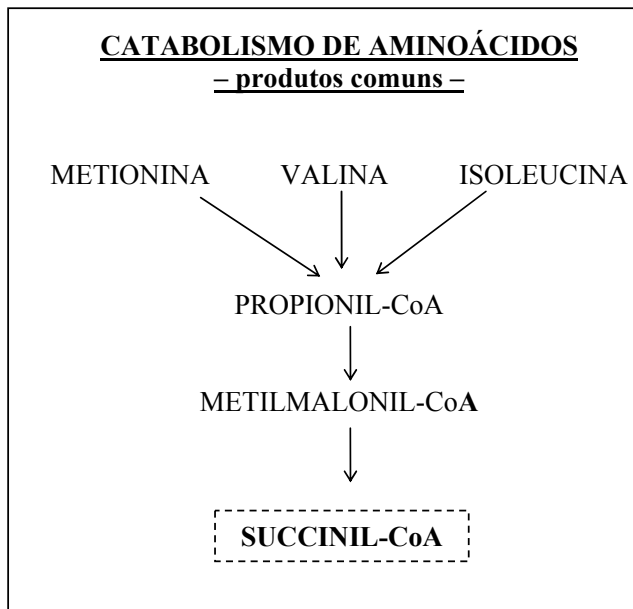 CATABOLISMO DE AMINOÁCIDOS
– produtos comuns –
METIONINA VALINA ISOLEUCINA
PROPIONIL-CoA
METILMALONIL-CoA
SUCCINIL-CoA